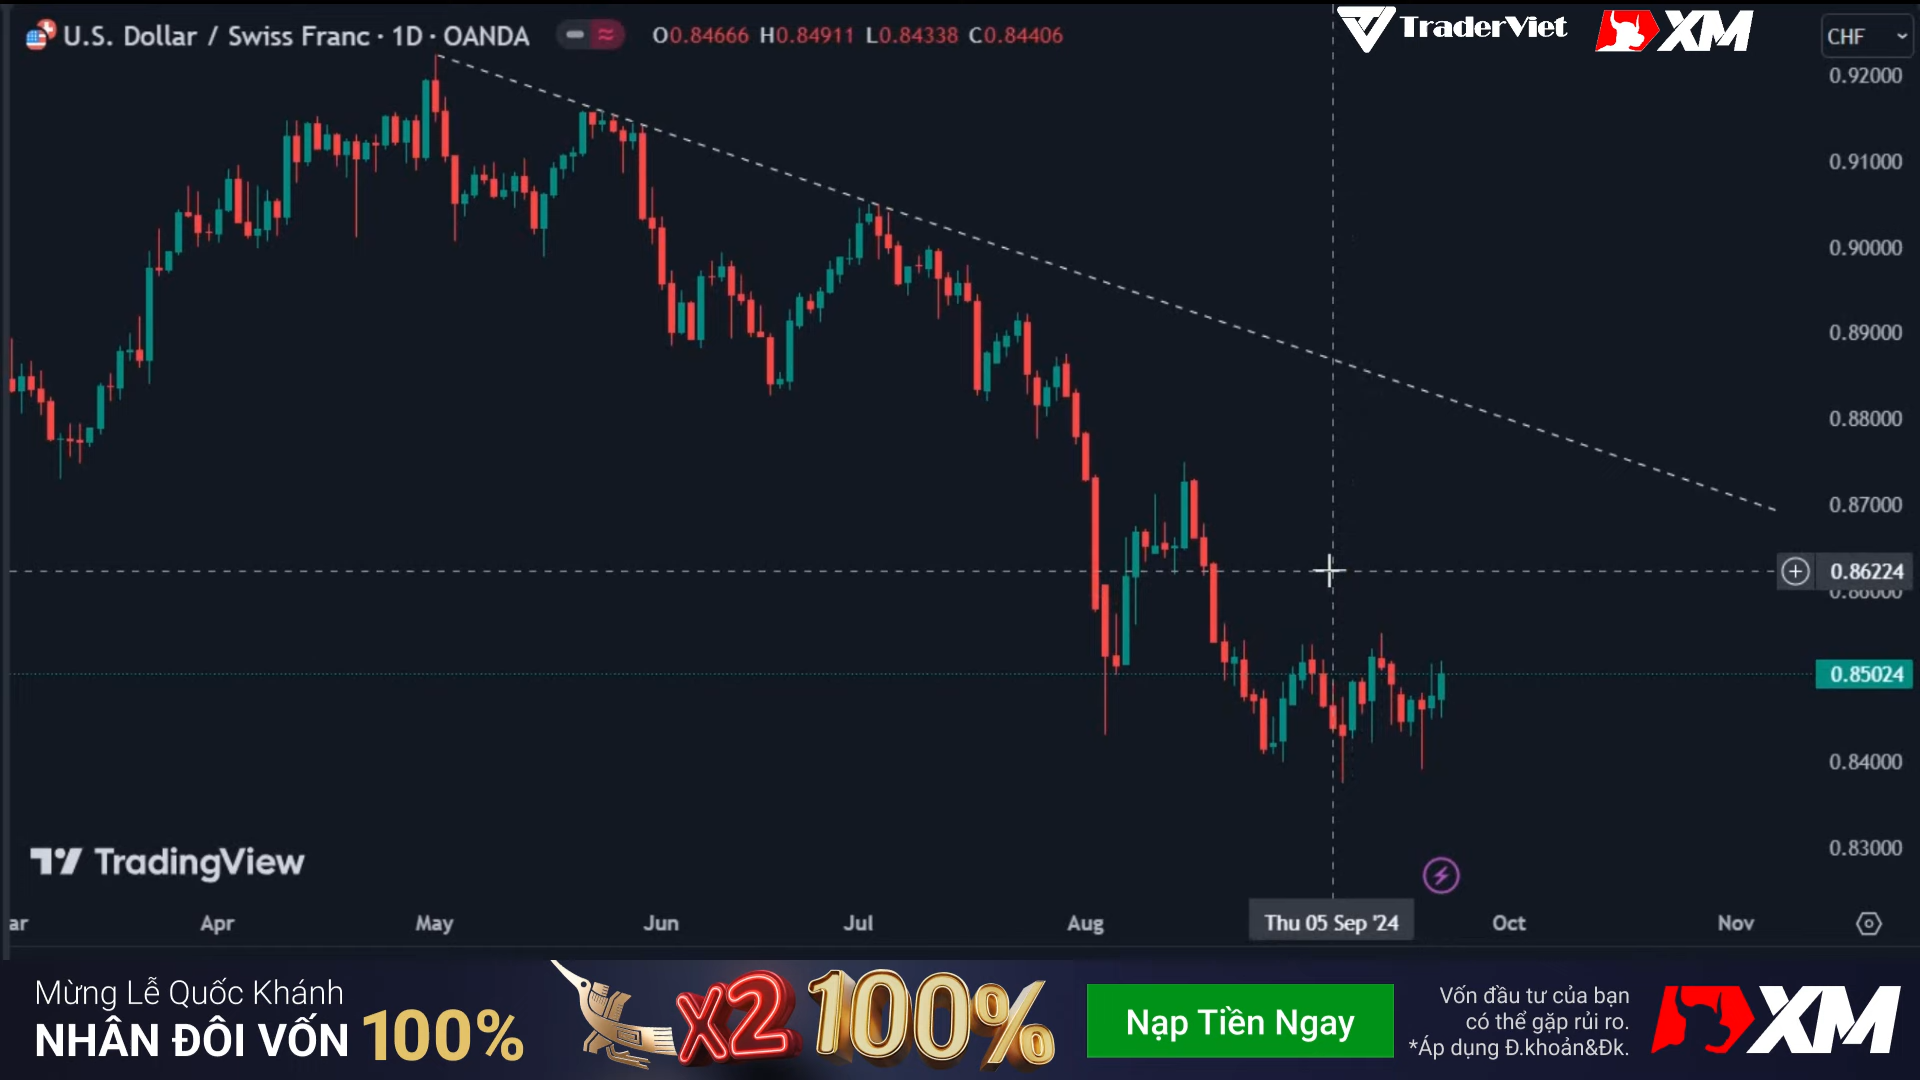 U.S. Dollar / Swiss Franc · 1D · OANDA
O0.84666 H0.84911 L0.84338 C0.84406
TraderViet
XM
CHF
0.92000
0.91000
0.90000
0.89000
0.88000
0.87000
0.86224
0.86000
0.85024
0.84000
0.83000
TradingView
ar
Apr
May
Jun
Jul
Aug
Thu 05 Sep '24
Oct
Nov
Mừng Lễ Quốc Khánh
NHÂN ĐÔI VỐN 100%
x2 100%
Nạp Tiền Ngay
Vốn đầu tư của bạn
có thể gặp rủi ro.
*Áp dụng Đ.khoản&Đk.
XM